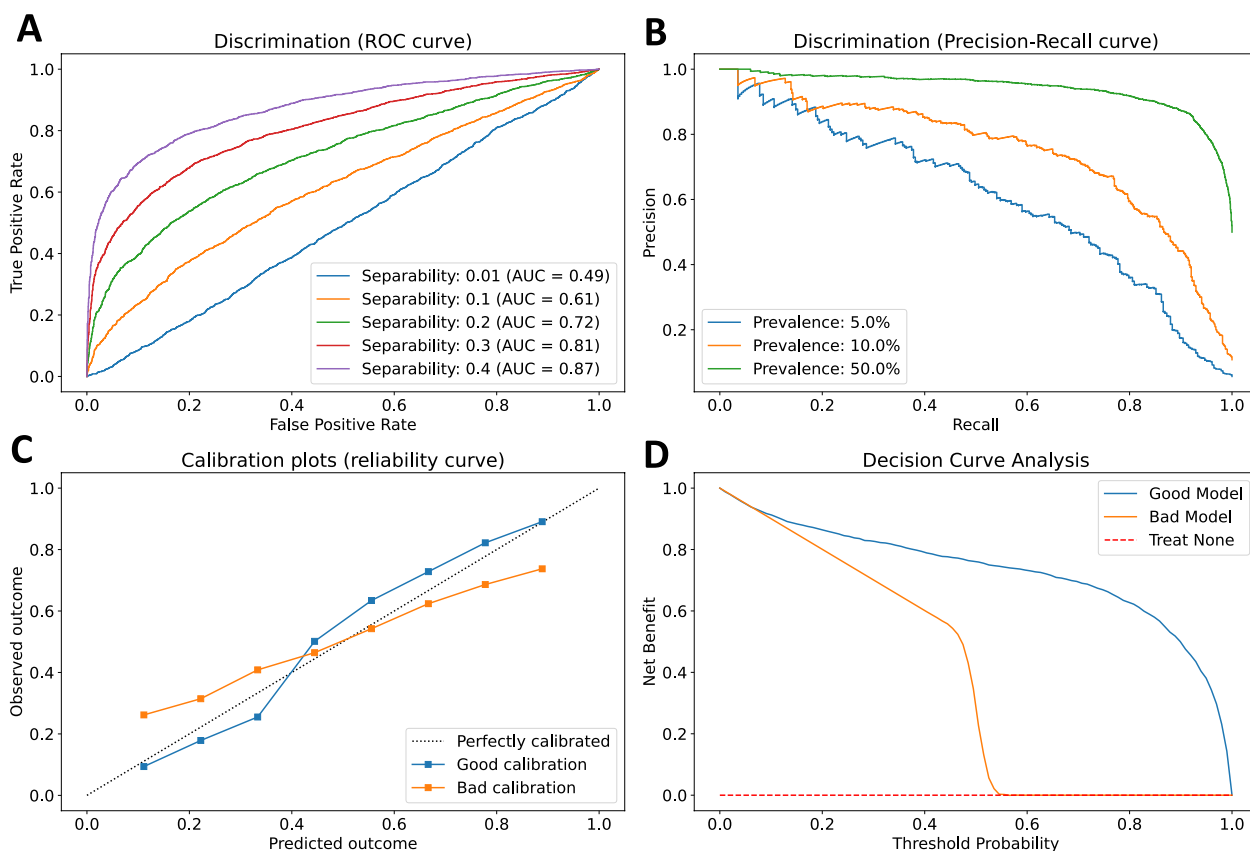 A
Discrimination (ROC curve)
True Positive Rate
1.0
0.8
0.6
0.4
0.2
0.0
Separability: 0.01 (AUC = 0.49)
Separability: 0.1 (AUC = 0.61)
Separability: 0.2 (AUC = 0.72)
Separability: 0.3 (AUC = 0.81)
Separability: 0.4 (AUC = 0.87)
0.0 0.2 0.4 0.6 0.8 1.0
False Positive Rate
B
Discrimination (Precision-Recall curve)
Precision
1.0
0.8
0.6
0.4
0.2
Prevalence: 5.0%
Prevalence: 10.0%
Prevalence: 50.0%
0.0 0.2 0.4 0.6 0.8 1.0
Recall
C
Calibration plots (reliability curve)
Observed outcome
1.0
0.8
0.6
0.4
0.2
0.0
Perfectly calibrated
Good calibration
Bad calibration
0.0 0.2 0.4 0.6 0.8 1.0
Predicted outcome
D
Decision Curve Analysis
Net Benefit
1.0
0.8
0.6
0.4
0.2
0.0
Good Model
Bad Model
Treat None
0.0 0.2 0.4 0.6 0.8 1.0
Threshold Probability